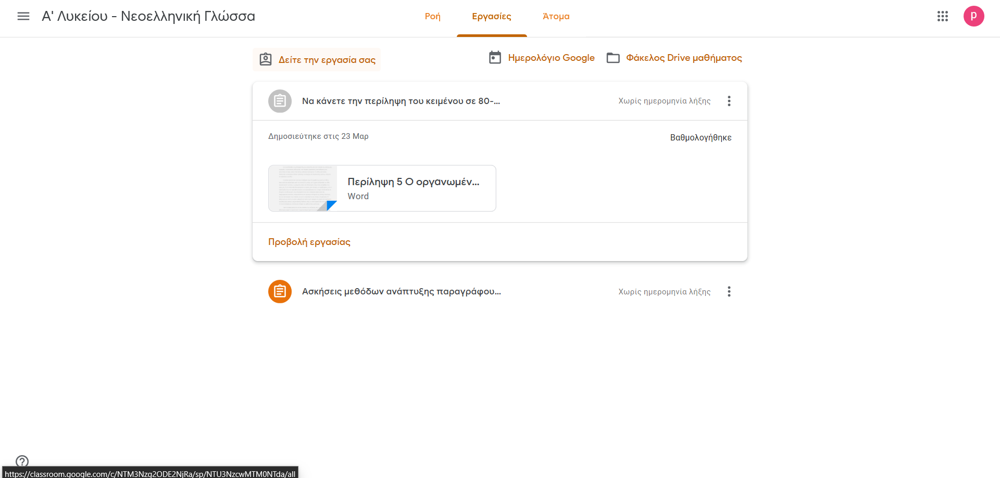 Α' Λυκείου - Νεοελληνική Γλώσσα
Ροή
Εργασίες
Άτομα
p
Δείτε την εργασία σας
Ημερολόγιο Google
Φάκελος Drive μαθήματος
Να κάνετε την περίληψη του κειμένου σε 80-...
Χωρίς ημερομηνία λήξης
Δημοσιεύτηκε στις 23 Μαρ
Βαθμολογήθηκε
Περίληψη 5 Ο οργανωμέν...
Word
Προβολή εργασίας
Ασκήσεις μεθόδων ανάπτυξης παραγράφου...
Χωρίς ημερομηνία λήξης
https://classroom.google.com/c/NTM3Nzg2ODE2NjRa/sp/NTU3NzcwMTM0NTda/all